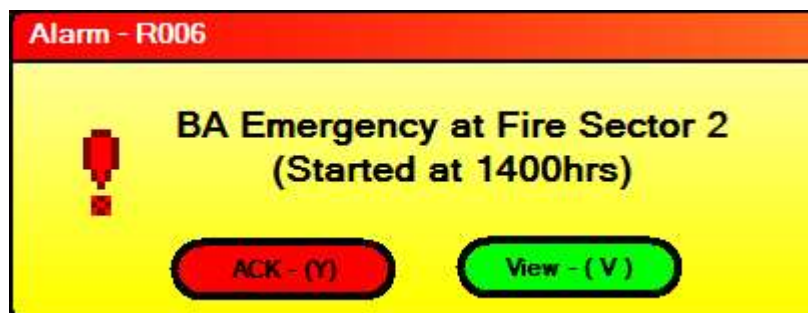 Alarm - R006
BA Emergency at Fire Sector 2
(Started at 1400hrs)
ACK - (Y)
View - ( V )